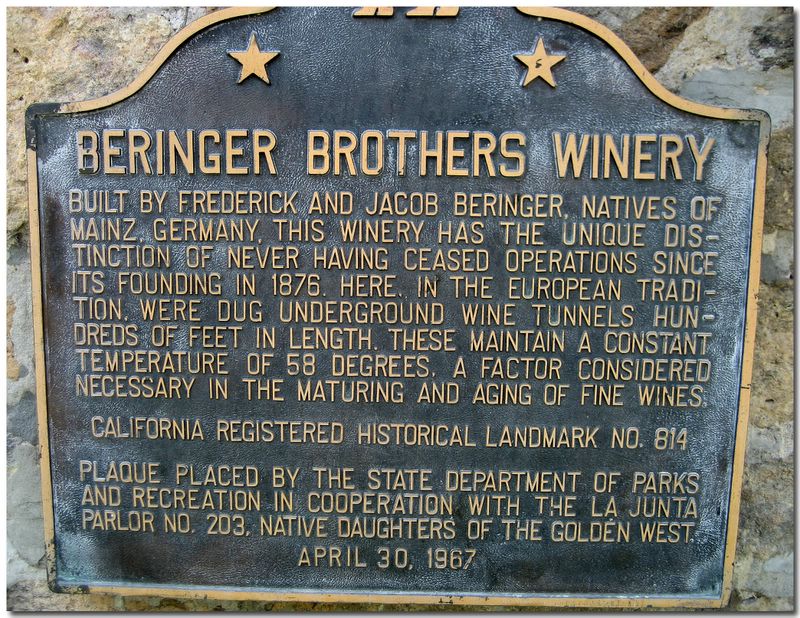 BERINGER BROTHERS WINERY
BUILT BY FREDERICK AND JACOB BERINGER, NATIVES OF
MAINZ, GERMANY, THIS WINERY HAS THE UNIQUE DIS-
TINCTION OF NEVER HAVING CEASED OPERATIONS SINCE
ITS FOUNDING IN 1876. HERE, IN THE EUROPEAN TRADI-
TION, WERE DUG UNDERGROUND WINE TUNNELS HUN-
DREDS OF FEET IN LENGTH. THESE MAINTAIN A CONSTANT
TEMPERATURE OF 58 DEGREES, A FACTOR CONSIDERED
NECESSARY IN THE MATURING AND AGING OF FINE WINES.
CALIFORNIA REGISTERED HISTORICAL LANDMARK NO. 814
PLAQUE PLACED BY THE STATE DEPARTMENT OF PARKS
AND RECREATION IN COOPERATION WITH THE LA JUNTA
PARLOR NO. 203, NATIVE DAUGHTERS OF THE GOLDEN WEST.
APRIL 30, 1967